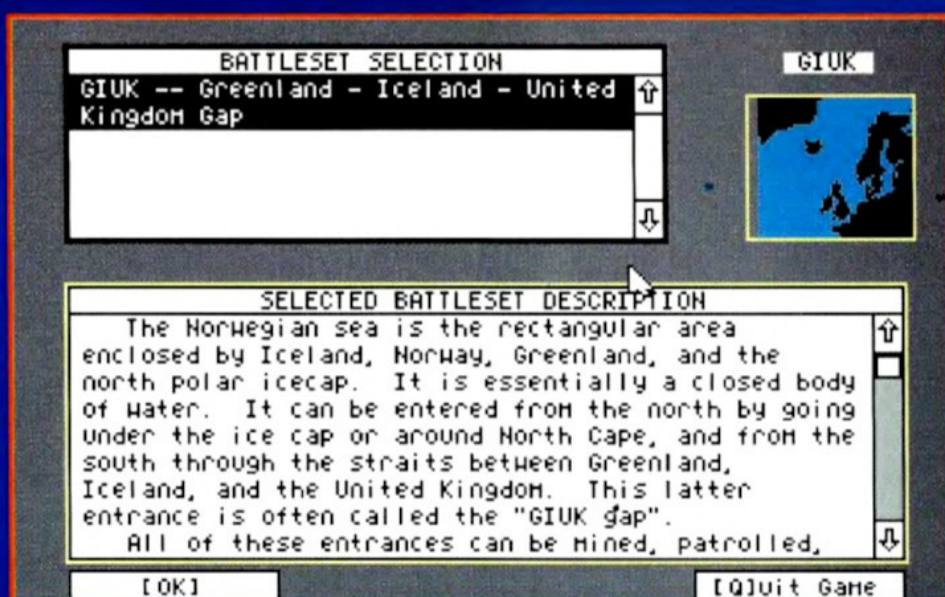 BATTLESET SELECTION
GIUK
GIUK -- Greenland - Iceland - United
Kingdom Gap
SELECTED BATTLESET DESCRIPTION
The Norwegian sea is the rectangular area
enclosed by Iceland, Norway, Greenland, and the
north polar icecap. It is essentially a closed body
of water. It can be entered from the north by going
under the ice cap or around North Cape, and from the
south through the straits between Greenland,
Iceland, and the United Kingdom. This latter
entrance is often called the "GIUK gap".
All of these entrances can be mined, patrolled,
[OK]
[Q]uit Game